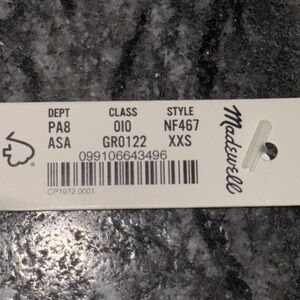 DEPT CLASS STYLE
PA8 010 NF467
ASA GR0122 XXS
099106643496
CP1972 0001
Madewell